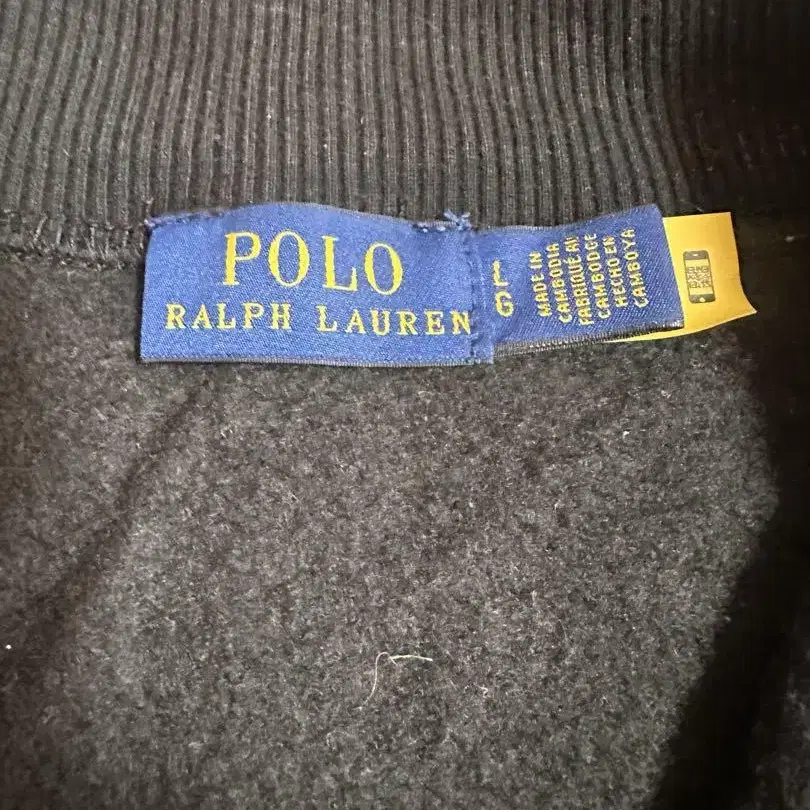 POLO
RALPH LAUREN
L
G
MADE IN
CAMBODIA
FABRIQUÉ AU
CAMBODGE
HECHO EN
CAMBOYA